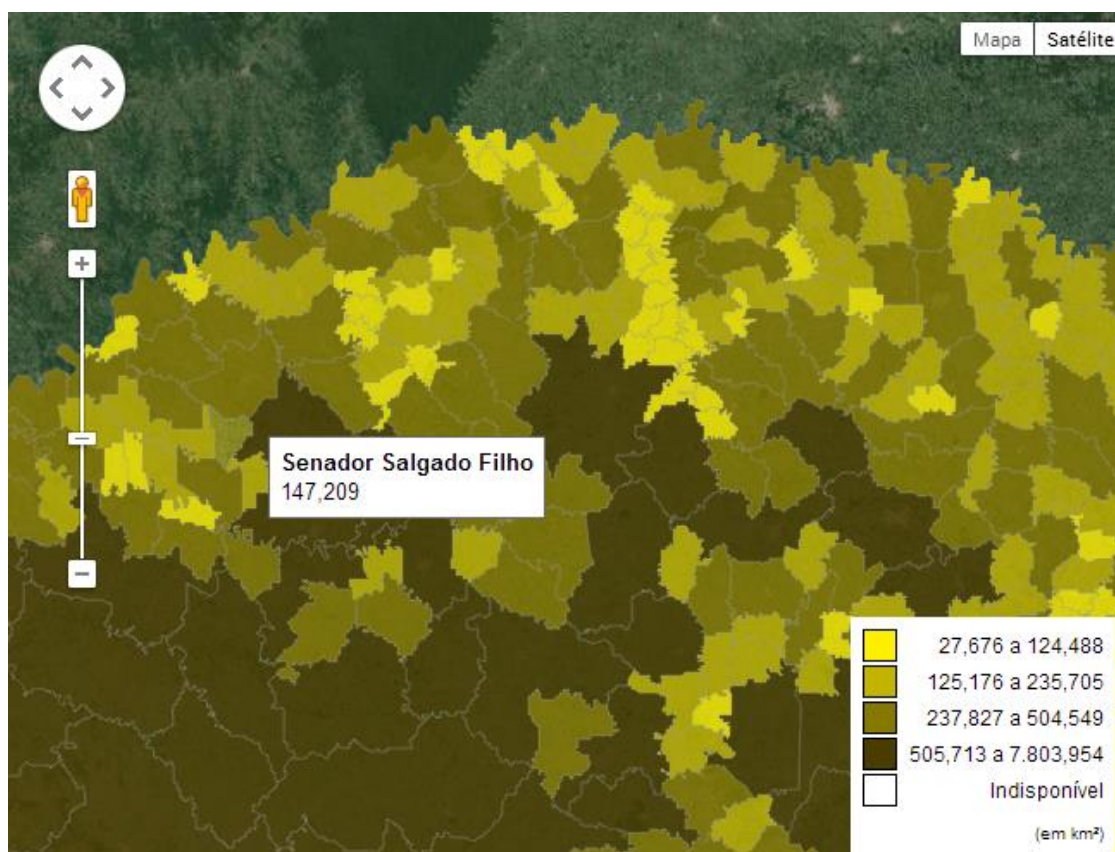 Mapa
Satélite
+
Senador Salgado Filho
147,209
27,676 a 124,488
125,176 a 235,705
237,827 a 504,549
505,713 a 7.803,954
Indisponível
(em km²)